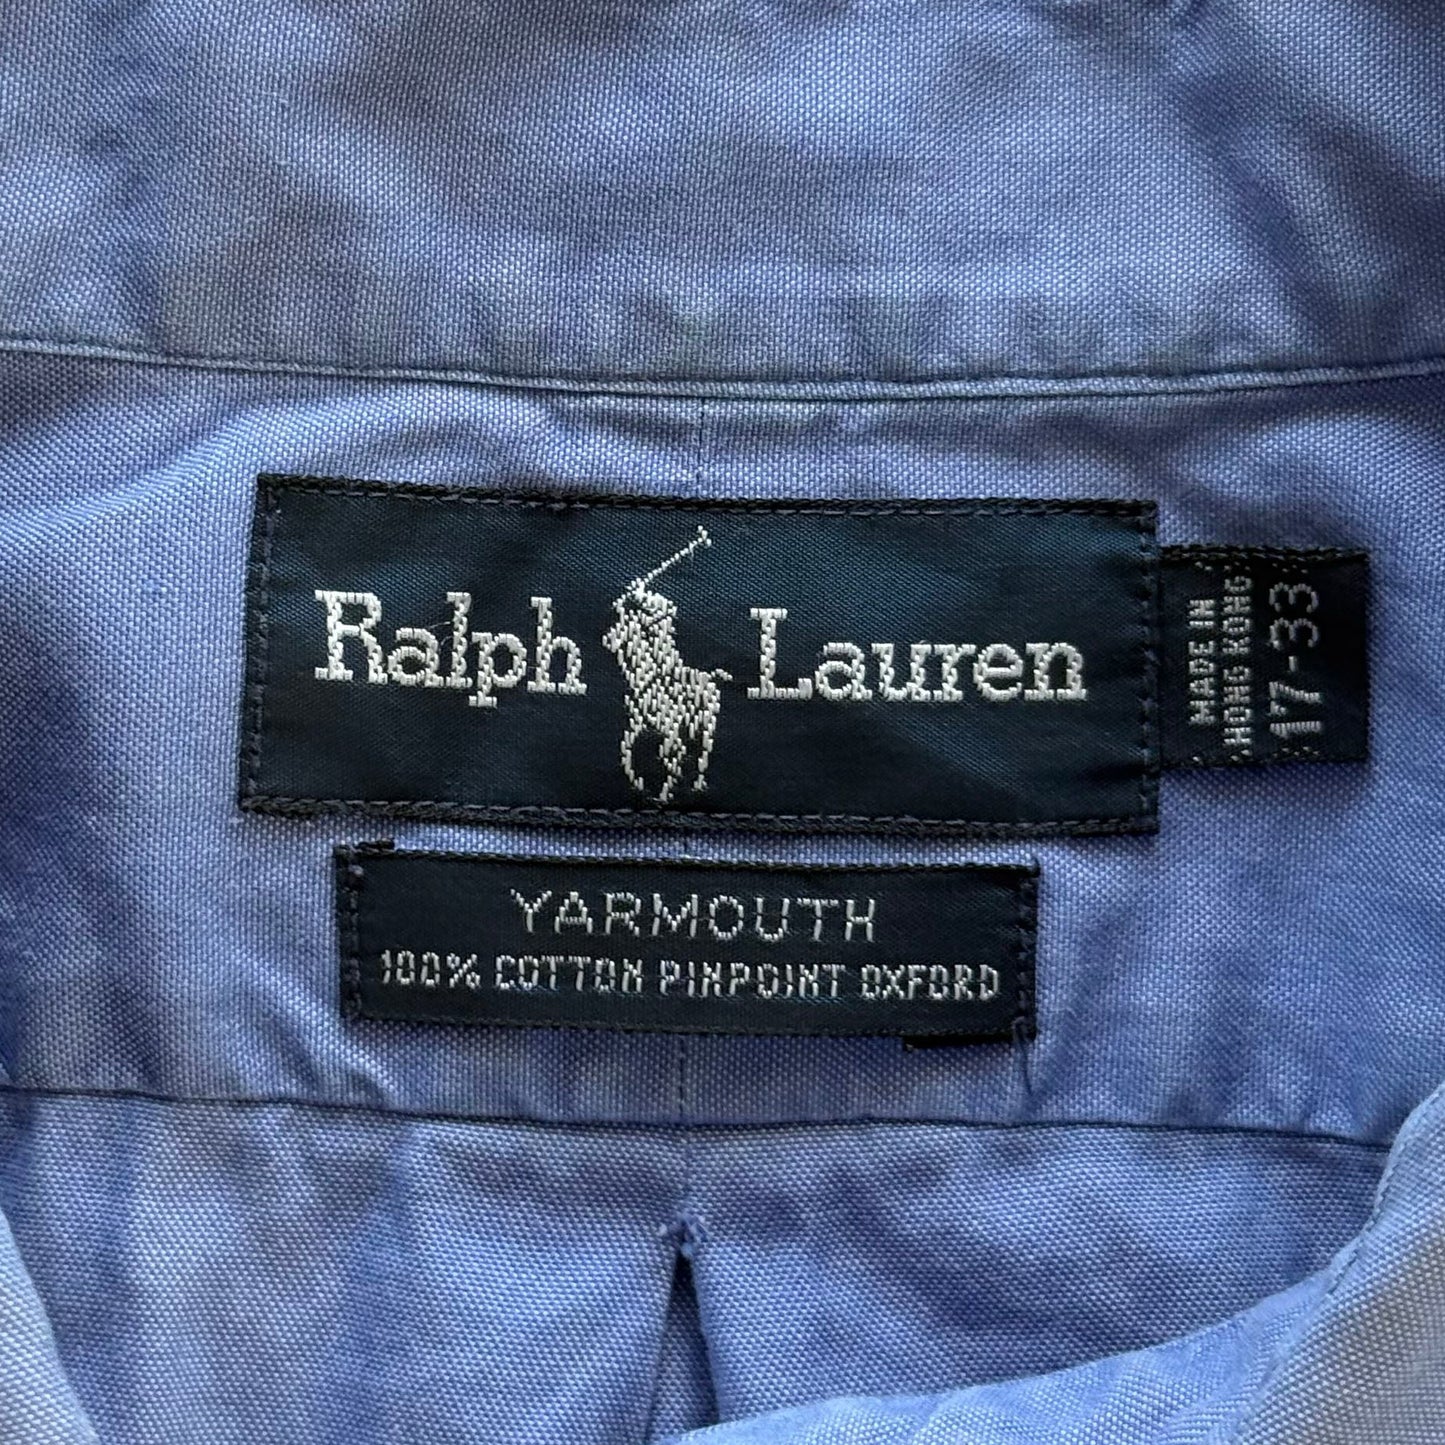 Ralph Lauren
MADE IN
HONG KONG
17-33
YARMOUTH
100% COTTON PINPOINT OXFORD